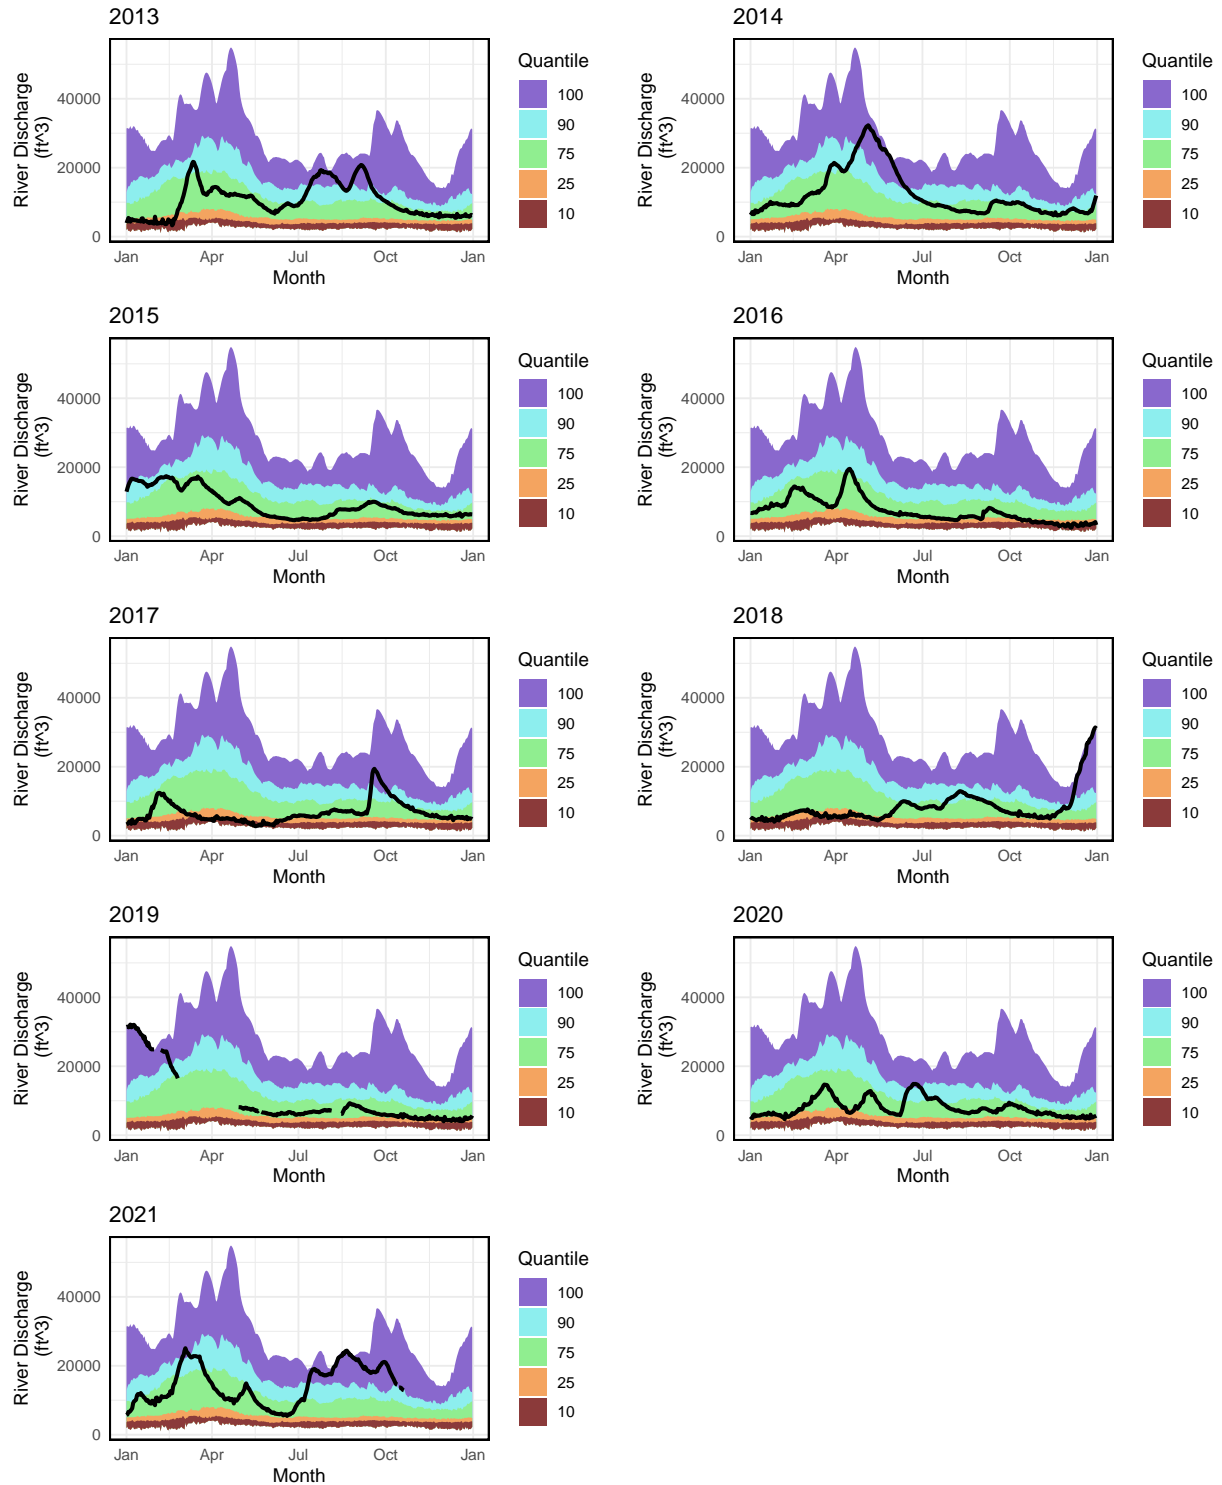 2013
River Discharge
(ft^3)
40000
20000
0
Jan Apr Jul Oct Jan
Month
Quantile
100
90
75
25
10
2014
River Discharge
(ft^3)
40000
20000
0
Jan Apr Jul Oct Jan
Month
Quantile
100
90
75
25
10
2015
River Discharge
(ft^3)
40000
20000
0
Jan Apr Jul Oct Jan
Month
Quantile
100
90
75
25
10
2016
River Discharge
(ft^3)
40000
20000
0
Jan Apr Jul Oct Jan
Month
Quantile
100
90
75
25
10
2017
River Discharge
(ft^3)
40000
20000
0
Jan Apr Jul Oct Jan
Month
Quantile
100
90
75
25
10
2018
River Discharge
(ft^3)
40000
20000
0
Jan Apr Jul Oct Jan
Month
Quantile
100
90
75
25
10
2019
River Discharge
(ft^3)
40000
20000
0
Jan Apr Jul Oct Jan
Month
Quantile
100
90
75
25
10
2020
River Discharge
(ft^3)
40000
20000
0
Jan Apr Jul Oct Jan
Month
Quantile
100
90
75
25
10
2021
River Discharge
(ft^3)
40000
20000
0
Jan Apr Jul Oct Jan
Month
Quantile
100
90
75
25
10